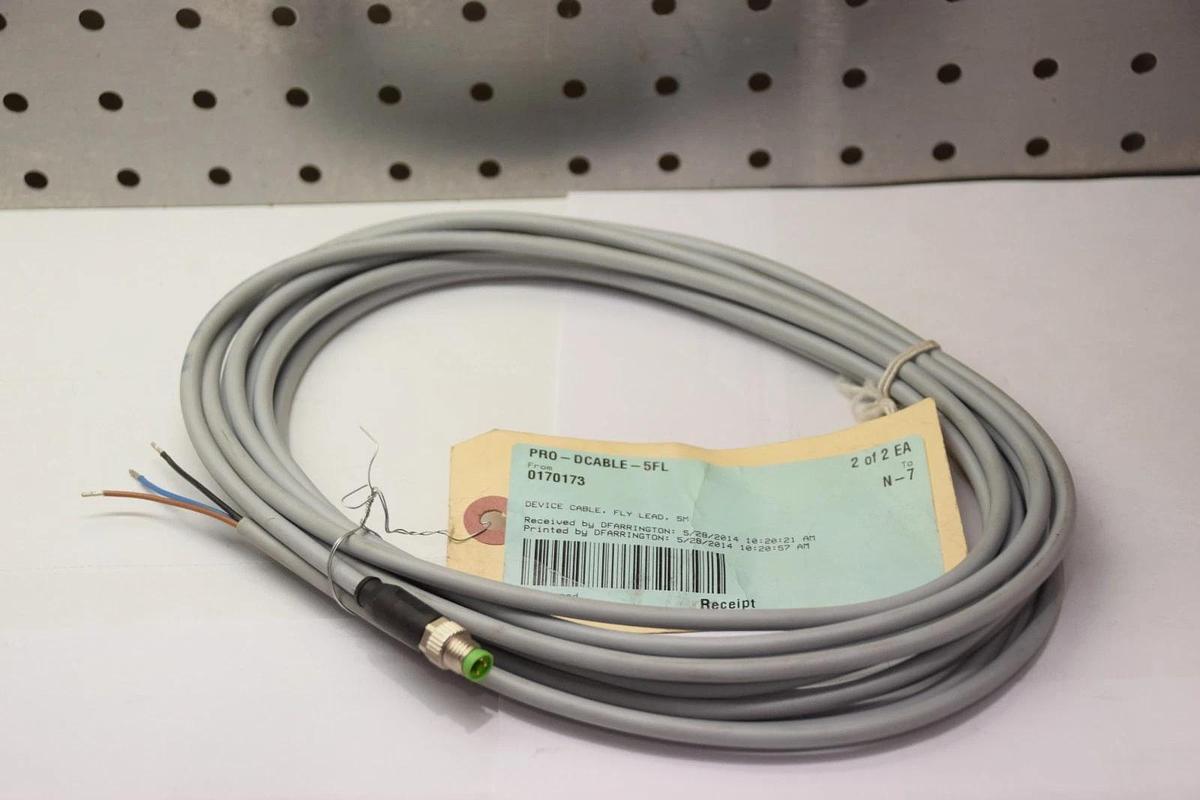 PRO-DCABLE-5FL
2 of 2 EA
From
0170173
To
N-7
DEVICE CABLE, FLY LEAD, 5M
Received by DFARRINGTON: 5/28/2014 10:20:21 AM
Printed by DFARRINGTON: 5/28/2014 10:20:57 AM
Receipt